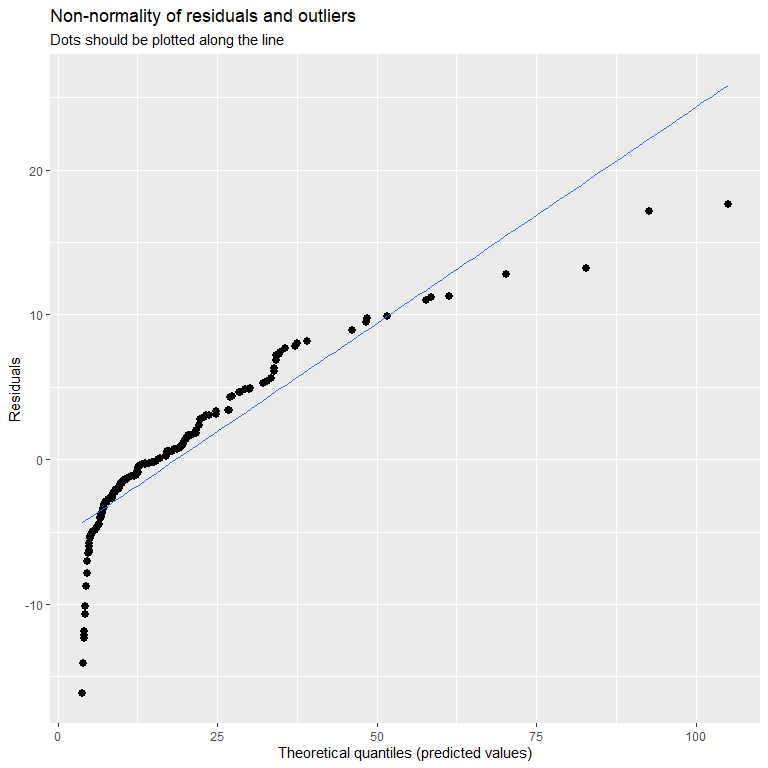 Non-normality of residuals and outliers
Dots should be plotted along the line
20
10
0
-10
Residuals
0 25 50 75 100
Theoretical quantiles (predicted values)